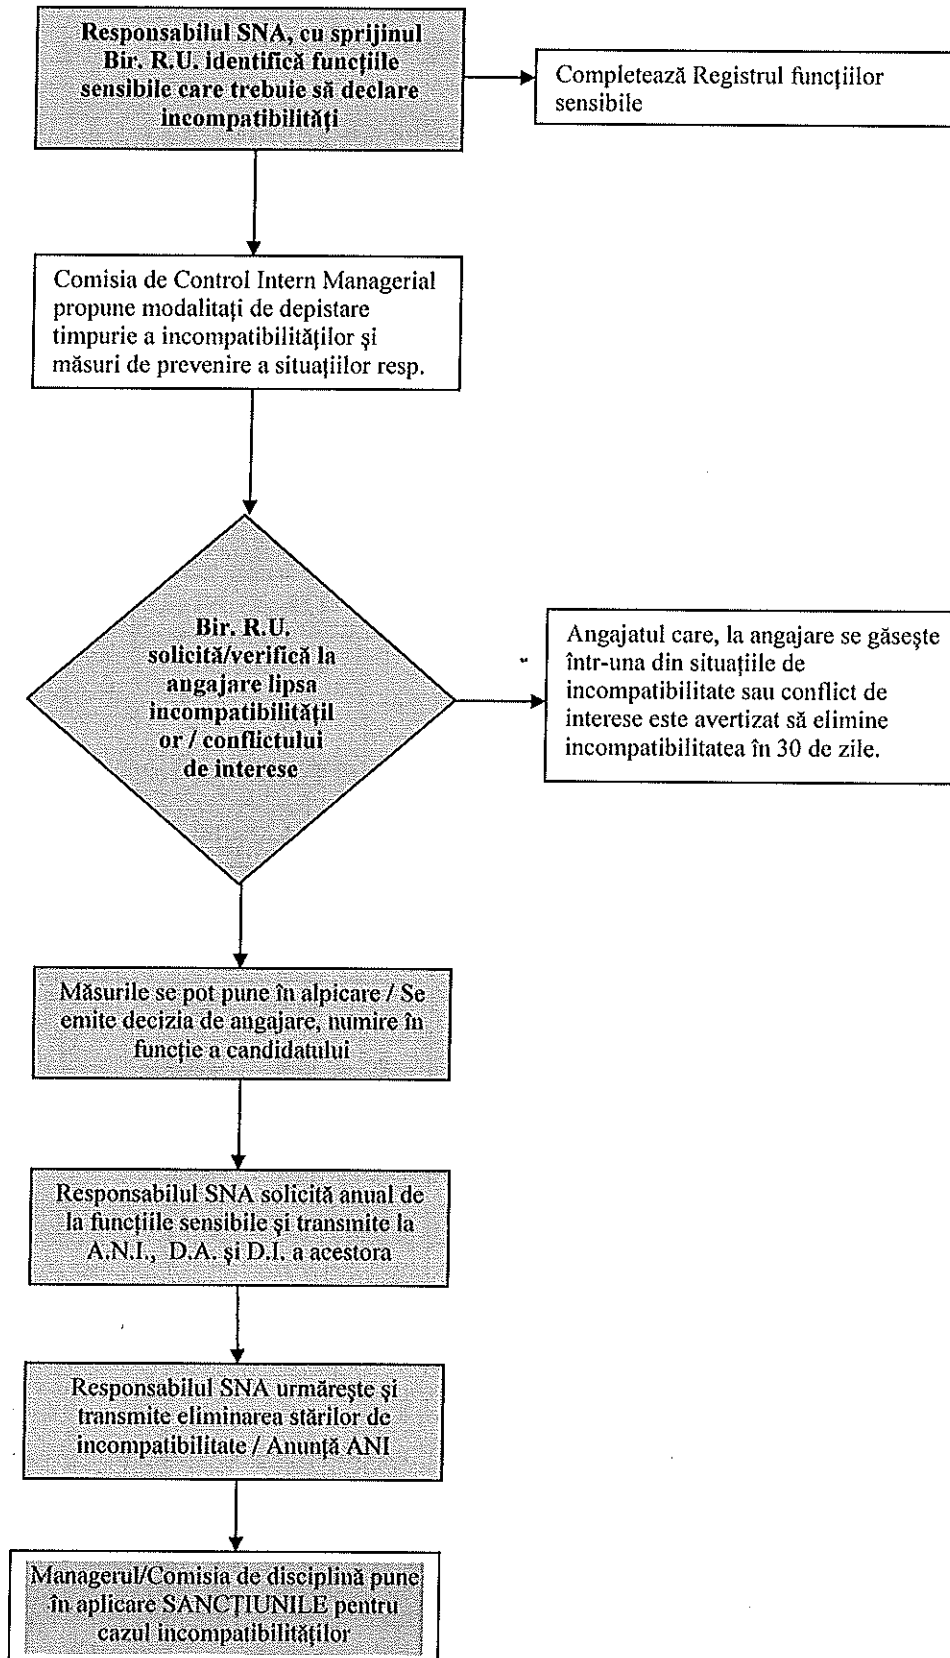 Responsabilul SNA, cu sprijinul
Bir. R.U. identifică funcțiile
sensibile care trebuie să declare
incompatibilități
Completează Registrul funcțiilor
sensibile
Comisia de Control Intern Managerial
propune modalitați de depistare
timpurie a incompatibilităților și
măsuri de prevenire a situațiilor resp.
Bir. R.U.
solicită/verifică la
angajare lipsa
incompatibilitățil
or / conflictului
de interese
Angajatul care, la angajare se găsește
într-una din situațiile de
incompatibilitate sau conflict de
interese este avertizat să elimine
incompatibilitatea în 30 de zile.
Măsurile se pot pune în alpicare / Se
emite decizia de angajare, numire în
funcție a candidatului
Responsabilul SNA solicită anual de
la funcțiile sensibile și transmite la
A.N.I., D.A. și D.I. a acestora
Responsabilul SNA urmărește și
transmite eliminarea stărilor de
incompatibilitate / Anunță ANI
Managerul/Comisia de disciplină pune
în aplicare SANCȚIUNILE pentru
cazul incompatibilităților